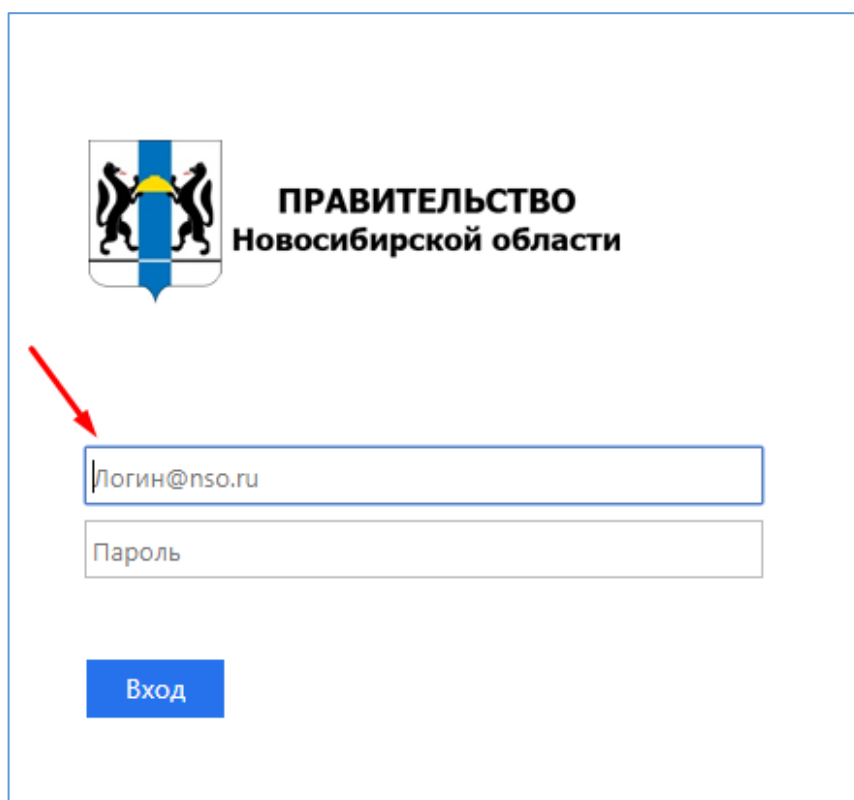 ПРАВИТЕЛЬСТВО
Новосибирской области
Логин@nso.ru
Пароль
Вход